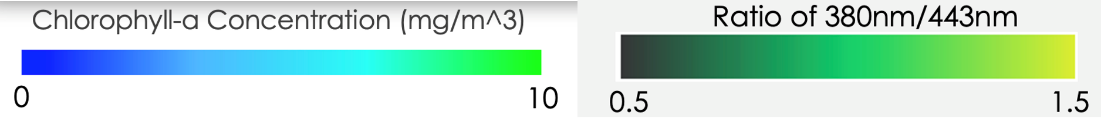 Chlorophyll-a Concentration (mg/m^3)
0 10
Ratio of 380nm/443nm
0.5 1.5